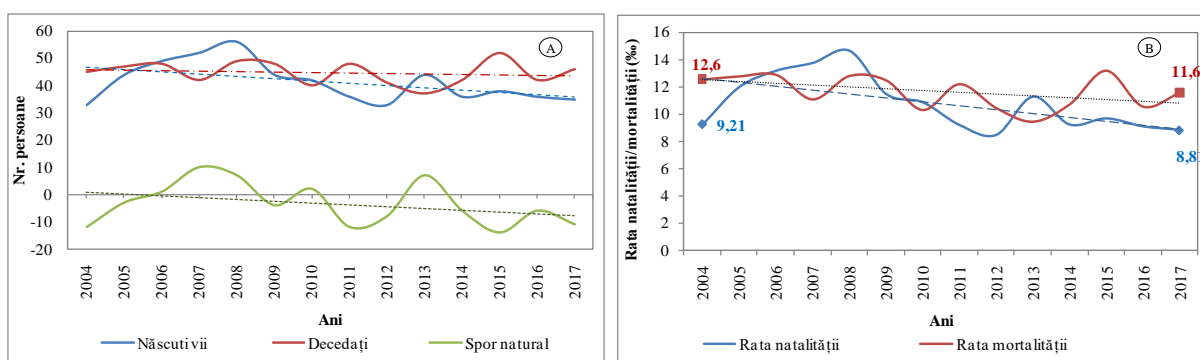 A
60
50
40
30
20
10
0
-10
-20
Nr. persoane
2004 2005 2006 2007 2008 2009 2010 2011 2012 2013 2014 2015 2016 2017
Ani
Născuti vii Decedați Spor natural
B
16
14
12
10
8
6
4
2
0
Rata natalității/mortalității (‰)
12,6
9,21
11,6
8,81
2004 2005 2006 2007 2008 2009 2010 2011 2012 2013 2014 2015 2016 2017
Ani
Rata natalității Rata mortalității